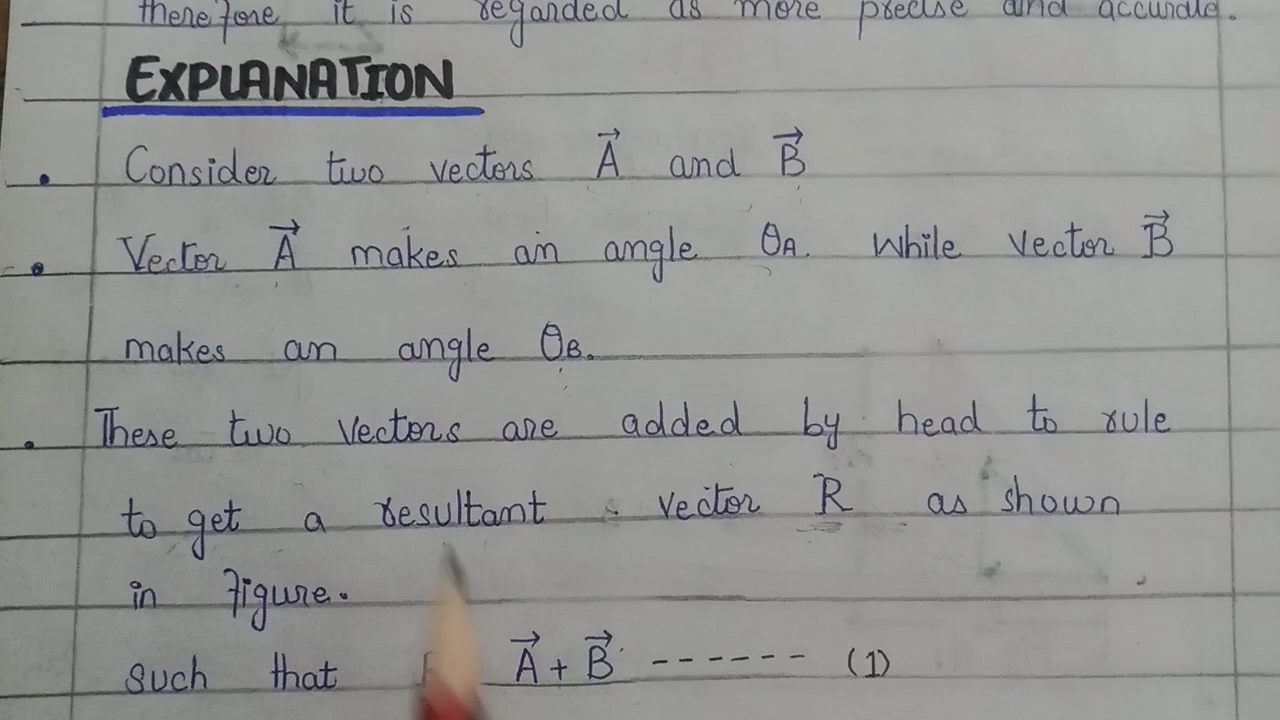 therefore it is regarded as more precise and accurate.
EXPLANATION
• Consider two vectors A⃗ and B⃗
• Vector A⃗ makes an angle θA. While vector B⃗
makes an angle θB.
• These two vectors are added by head to rule
to get a resultant vector R as shown
in figure.
such that A⃗ + B⃗ ------ (1)